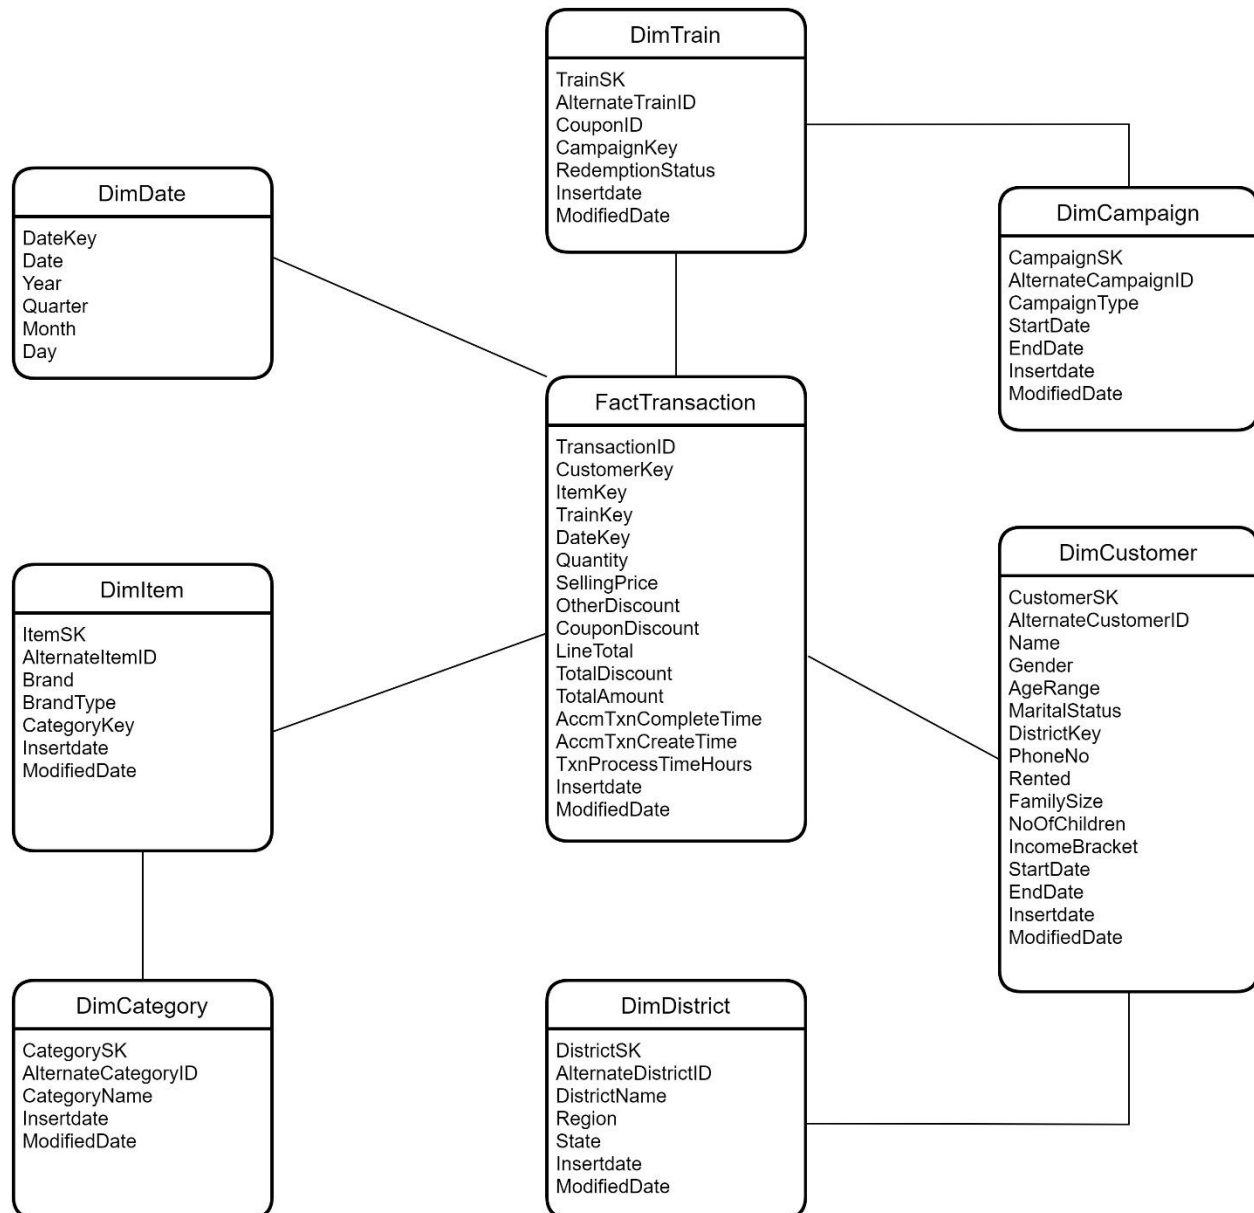 DimTrain
TrainSK
AlternateTrainID
CouponID
CampaignKey
RedemptionStatus
Insertdate
ModifiedDate
DimDate
DateKey
Date
Year
Quarter
Month
Day
DimCampaign
CampaignSK
AlternateCampaignID
CampaignType
StartDate
EndDate
Insertdate
ModifiedDate
FactTransaction
TransactionID
CustomerKey
ItemKey
TrainKey
DateKey
Quantity
SellingPrice
OtherDiscount
CouponDiscount
LineTotal
TotalDiscount
TotalAmount
AccmTxnCompleteTime
AccmTxnCreateTime
TxnProcessTimeHours
Insertdate
ModifiedDate
DimItem
ItemSK
AlternateItemID
Brand
BrandType
CategoryKey
Insertdate
ModifiedDate
DimCustomer
CustomerSK
AlternateCustomerID
Name
Gender
AgeRange
MaritalStatus
DistrictKey
PhoneNo
Rented
FamilySize
NoOfChildren
IncomeBracket
StartDate
EndDate
Insertdate
ModifiedDate
DimCategory
CategorySK
AlternateCategoryID
CategoryName
Insertdate
ModifiedDate
DimDistrict
DistrictSK
AlternateDistrictID
DistrictName
Region
State
Insertdate
ModifiedDate